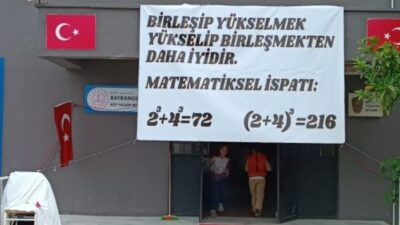 BİRLEŞİP YÜKSELMEK
YÜKSELİP BİRLEŞMEKTEN
DAHA İYİDİR.
MATEMATİKSEL İSPATI:
2³+4³=72 (2+4)³=216